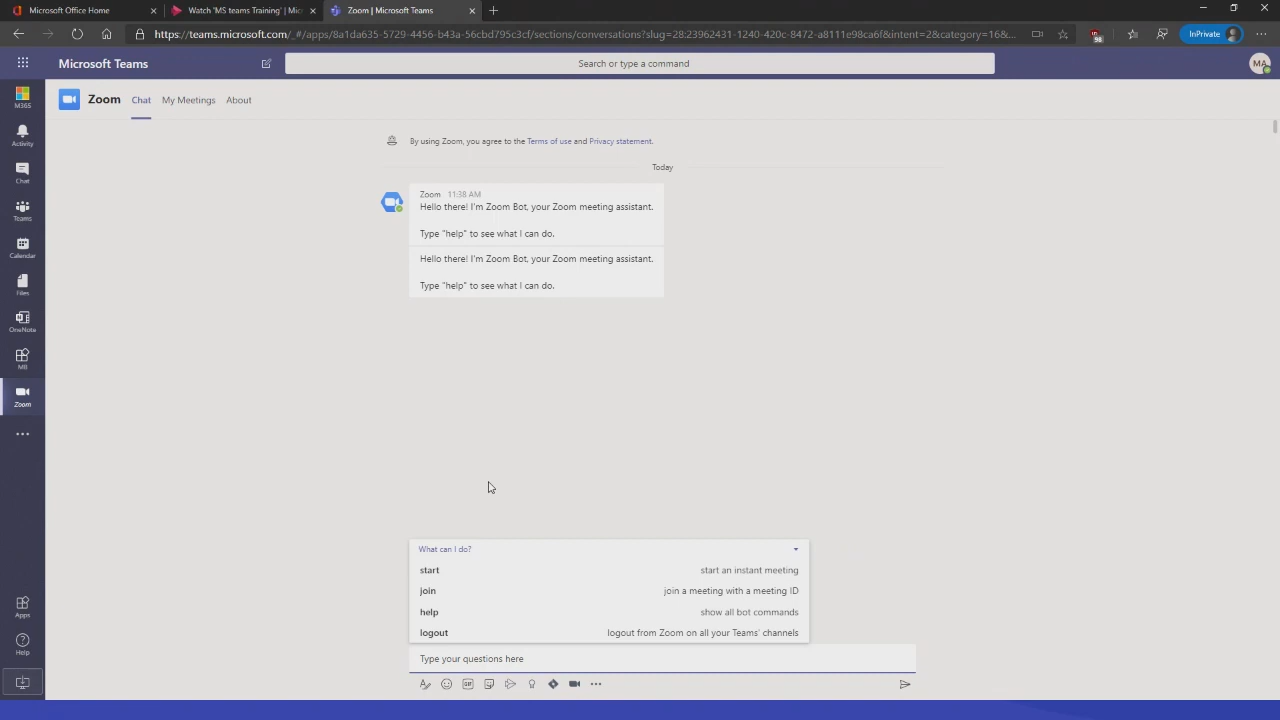 Microsoft Office Home
Watch 'MS teams Training' | Micr
Zoom | Microsoft Teams
https://teams.microsoft.com/_#/apps/8a1da635-5729-4456-b43a-56cbd795c3cf/sections/conversations?slug=28:23962431-1240-420c-8472-a8111e98ca6f&intent=2&category=16&...
98
InPrivate
Microsoft Teams
Search or type a command
MA
M365
Zoom
Chat
My Meetings
About
Activity
Chat
Teams
Calendar
Files
OneNote
MB
Zoom
Apps
Help
By using Zoom, you agree to the Terms of use and Privacy statement.
Today
Zoom 11:38 AM
Hello there! I'm Zoom Bot, your Zoom meeting assistant.
Type "help" to see what I can do.
Hello there! I'm Zoom Bot, your Zoom meeting assistant.
Type "help" to see what I can do.
What can I do?
start start an instant meeting
join join a meeting with a meeting ID
help show all bot commands
logout logout from Zoom on all your Teams' channels
Type your questions here
GIF